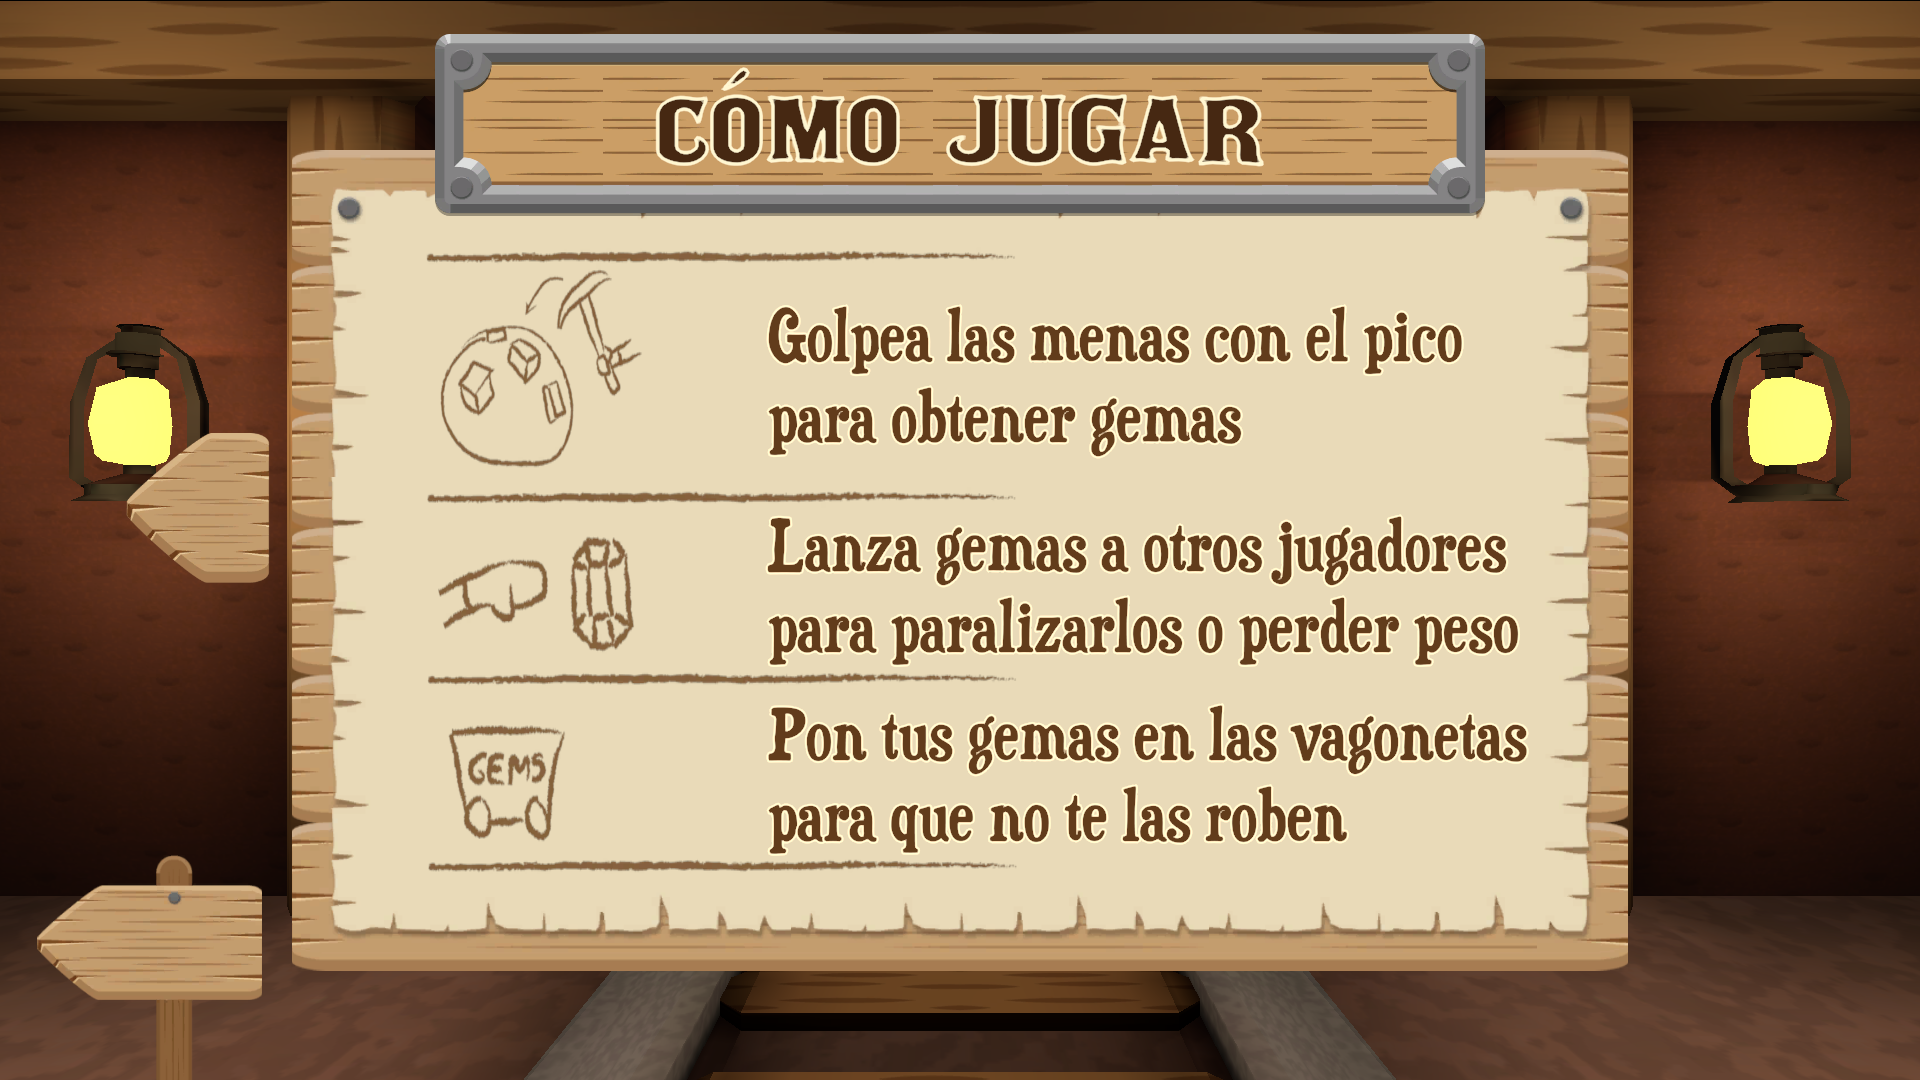 CÓMO JUGAR
Golpea las menas con el pico
para obtener gemas
Lanza gemas a otros jugadores
para paralizarlos o perder peso
GEMS
Pon tus gemas en las vagonetas
para que no te las roben